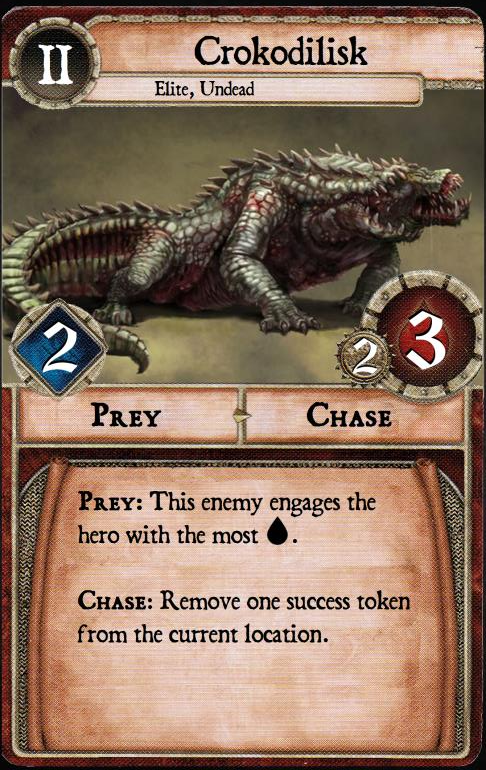 II
Crokodilisk
Elite, Undead
2
2
3
PREY
CHASE
PREY: This enemy engages the
hero with the most .
CHASE: Remove one success token
from the current location.